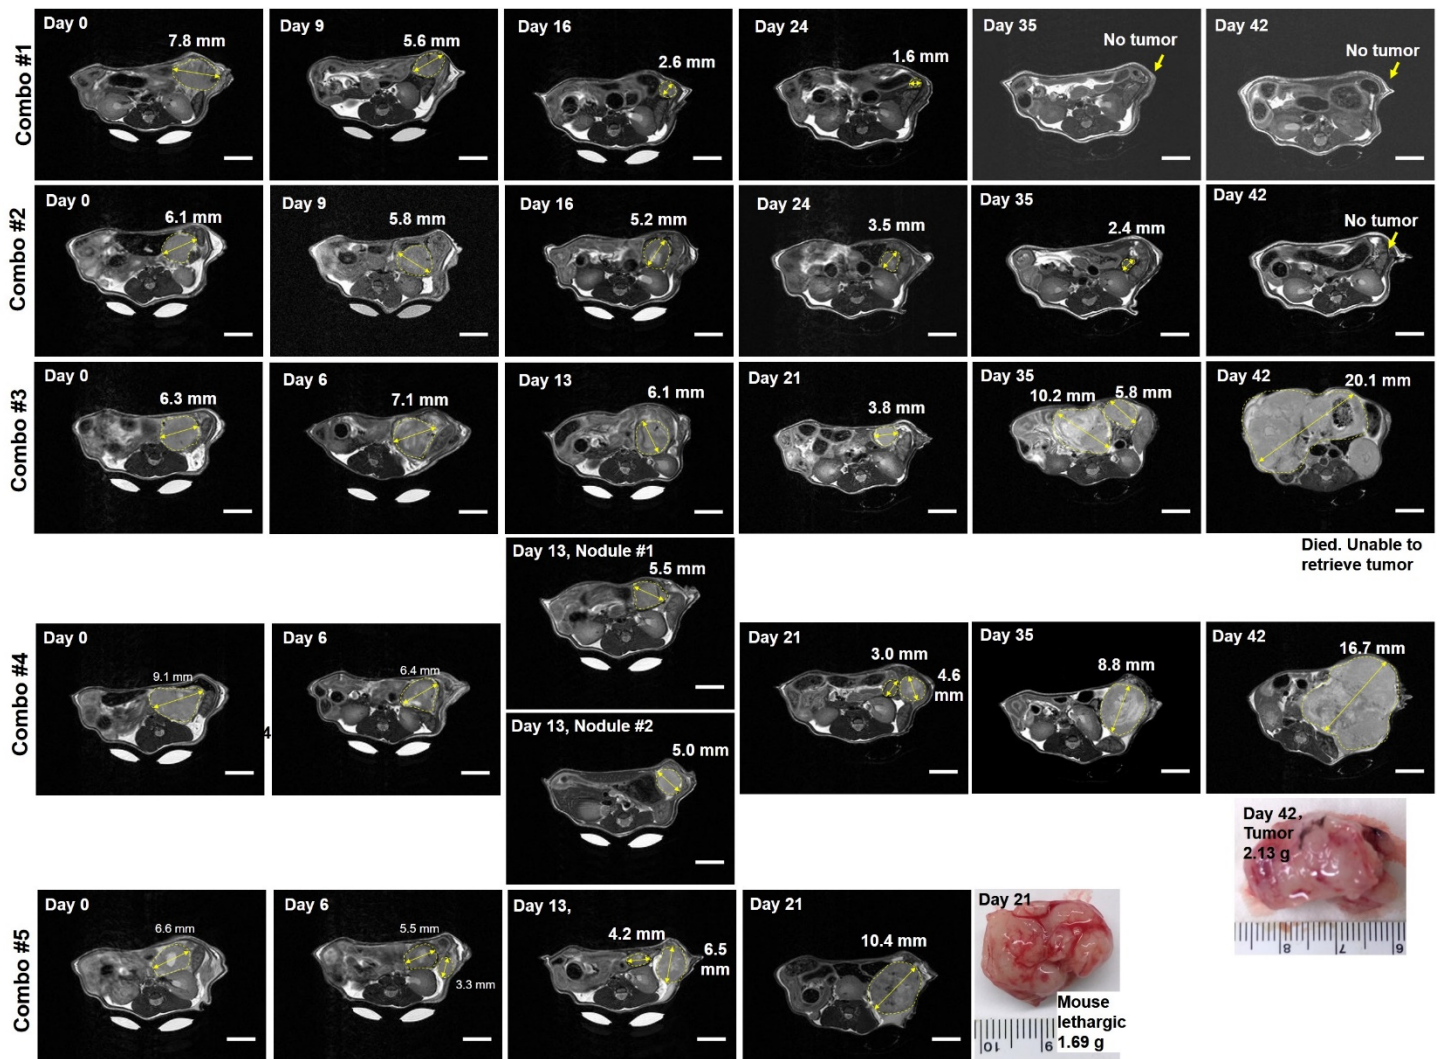 Combo #1
Day 0
7.8 mm
Day 9
5.6 mm
Day 16
2.6 mm
Day 24
1.6 mm
Day 35
No tumor
Day 42
No tumor
Combo #2
Day 0
6.1 mm
Day 9
5.8 mm
Day 16
5.2 mm
Day 24
3.5 mm
Day 35
2.4 mm
Day 42
No tumor
Combo #3
Day 0
6.3 mm
Day 6
7.1 mm
Day 13
6.1 mm
Day 21
3.8 mm
Day 35
10.2 mm
5.8 mm
Day 42
20.1 mm
Died. Unable to
retrieve tumor
Combo #4
Day 0
9.1 mm
4
Day 6
6.4 mm
Day 13, Nodule #1
5.5 mm
Day 13, Nodule #2
5.0 mm
Day 21
3.0 mm
4.6
mm
Day 35
8.8 mm
Day 42
16.7 mm
Day 42,
Tumor
2.13 g
8 7 6
Combo #5
Day 0
6.6 mm
Day 6
5.5 mm
3.3 mm
Day 13,
4.2 mm
6.5
mm
Day 21
10.4 mm
Day 21
Mouse
lethargic
1.69 g
10 9